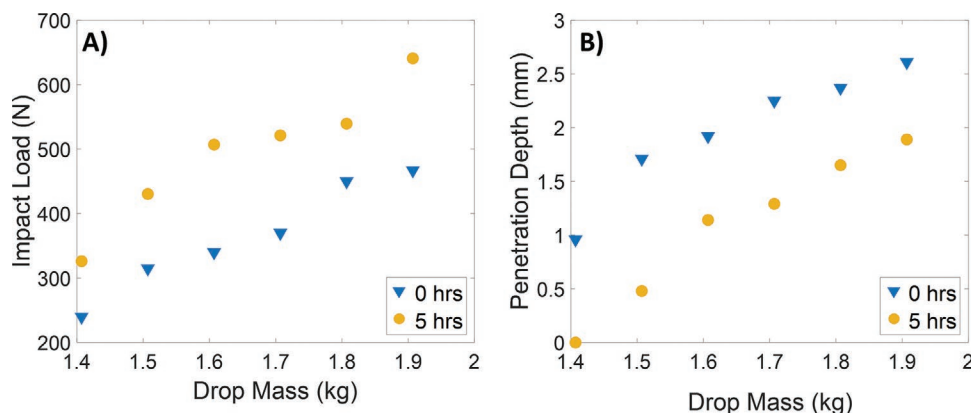 A)
Impact Load (N)
700
600
500
400
300
200
1.4 1.5 1.6 1.7 1.8 1.9 2
Drop Mass (kg)
0 hrs
5 hrs
B)
Penetration Depth (mm)
3
2.5
2
1.5
1
0.5
0
1.4 1.5 1.6 1.7 1.8 1.9 2
Drop Mass (kg)
0 hrs
5 hrs